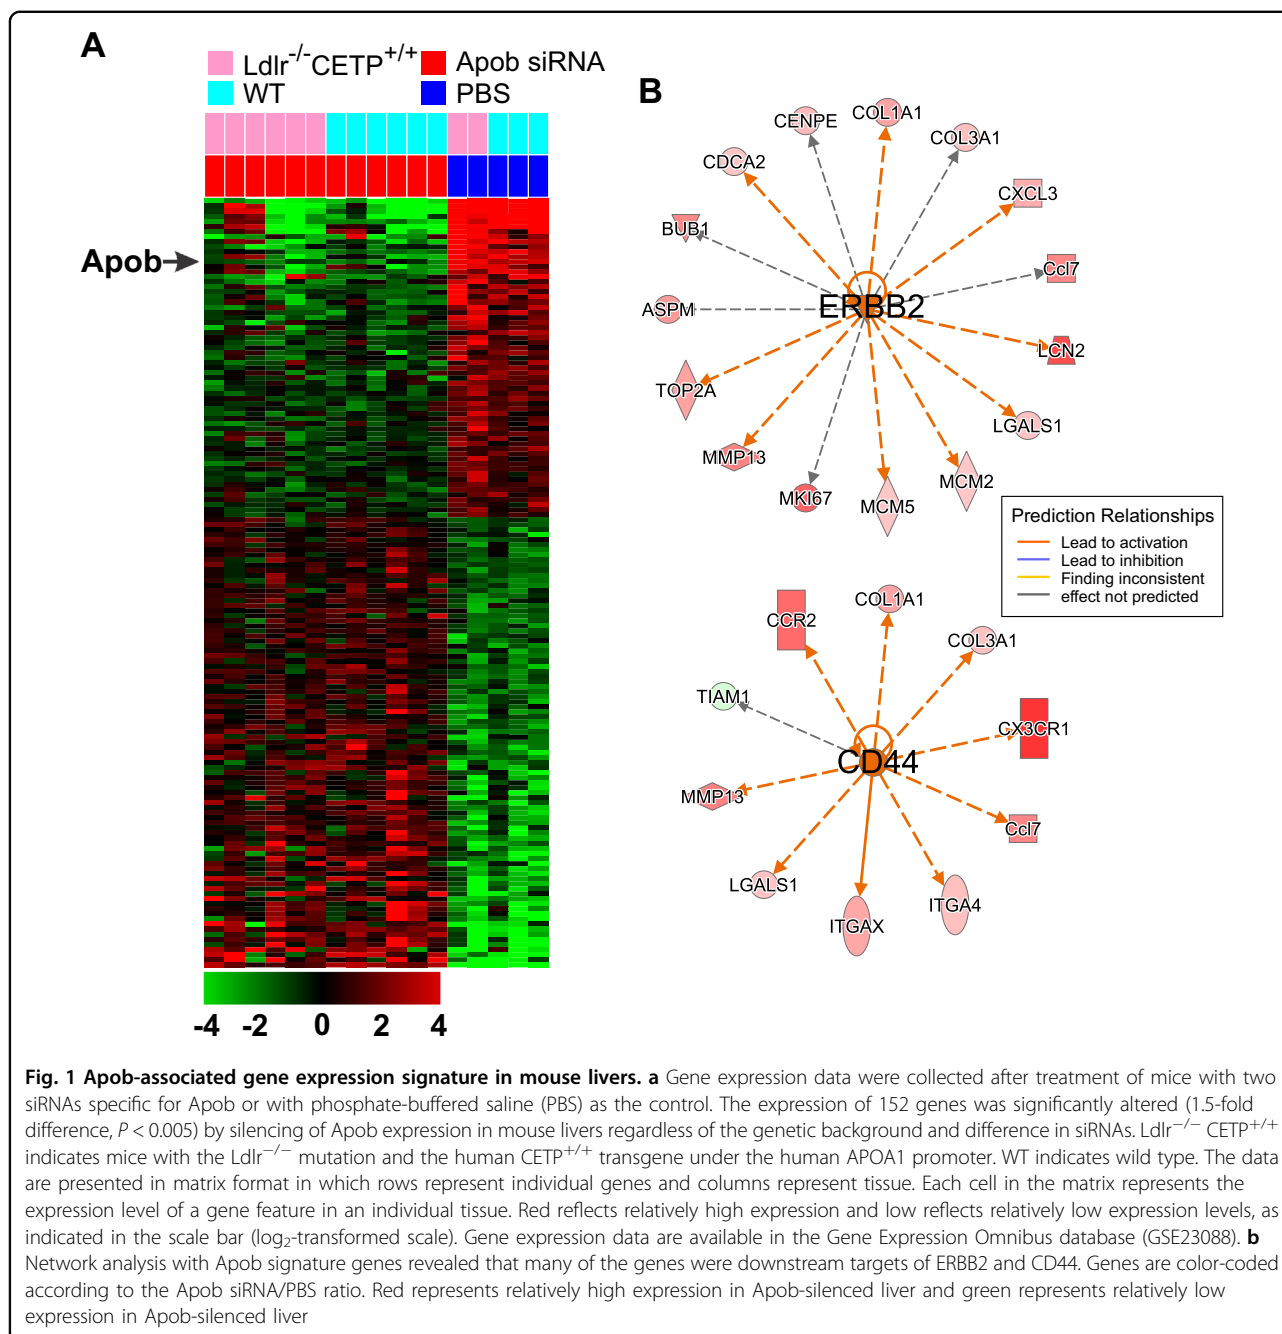 A
Ldlr-/-CETP+/+
Apob siRNA
WT
PBS
Apob
-4 -2 0 2 4
B
CENPE
COL1A1
COL3A1
CDCA2
CXCL3
BUB1
Ccl7
ERBB2
ASPM
LCN2
TOP2A
LGALS1
MMP13
MCM2
MKI67
MCM5
Prediction Relationships
Lead to activation
Lead to inhibition
Finding inconsistent
effect not predicted
COL1A1
CCR2
COL3A1
TIAM1
CX3CR1
CD44
MMP13
Ccl7
LGALS1
ITGA4
ITGAX
Fig. 1 Apob-associated gene expression signature in mouse livers. a Gene expression data were collected after treatment of mice with two
siRNAs specific for Apob or with phosphate-buffered saline (PBS) as the control. The expression of 152 genes was significantly altered (1.5-fold
difference, P < 0.005) by silencing of Apob expression in mouse livers regardless of the genetic background and difference in siRNAs. Ldlr−/− CETP+/+
indicates mice with the Ldlr−/− mutation and the human CETP+/+ transgene under the human APOA1 promoter. WT indicates wild type. The data
are presented in matrix format in which rows represent individual genes and columns represent tissue. Each cell in the matrix represents the
expression level of a gene feature in an individual tissue. Red reflects relatively high expression and low reflects relatively low expression levels, as
indicated in the scale bar (log2-transformed scale). Gene expression data are available in the Gene Expression Omnibus database (GSE23088). b
Network analysis with Apob signature genes revealed that many of the genes were downstream targets of ERBB2 and CD44. Genes are color-coded
according to the Apob siRNA/PBS ratio. Red represents relatively high expression in Apob-silenced liver and green represents relatively low
expression in Apob-silenced liver